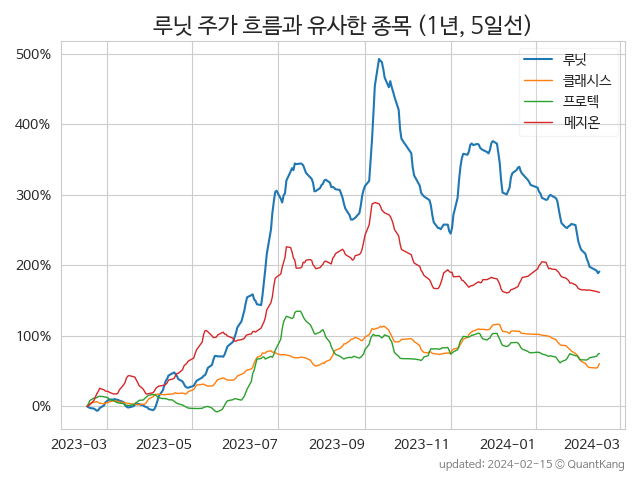 루닛 주가 흐름과 유사한 종목 (1년, 5일선)
루닛
클래시스
프로텍
메지온
500%
400%
300%
200%
100%
0%
2023-03 2023-05 2023-07 2023-09 2023-11 2024-01 2024-03
updated: 2024-02-15 © QuantKang